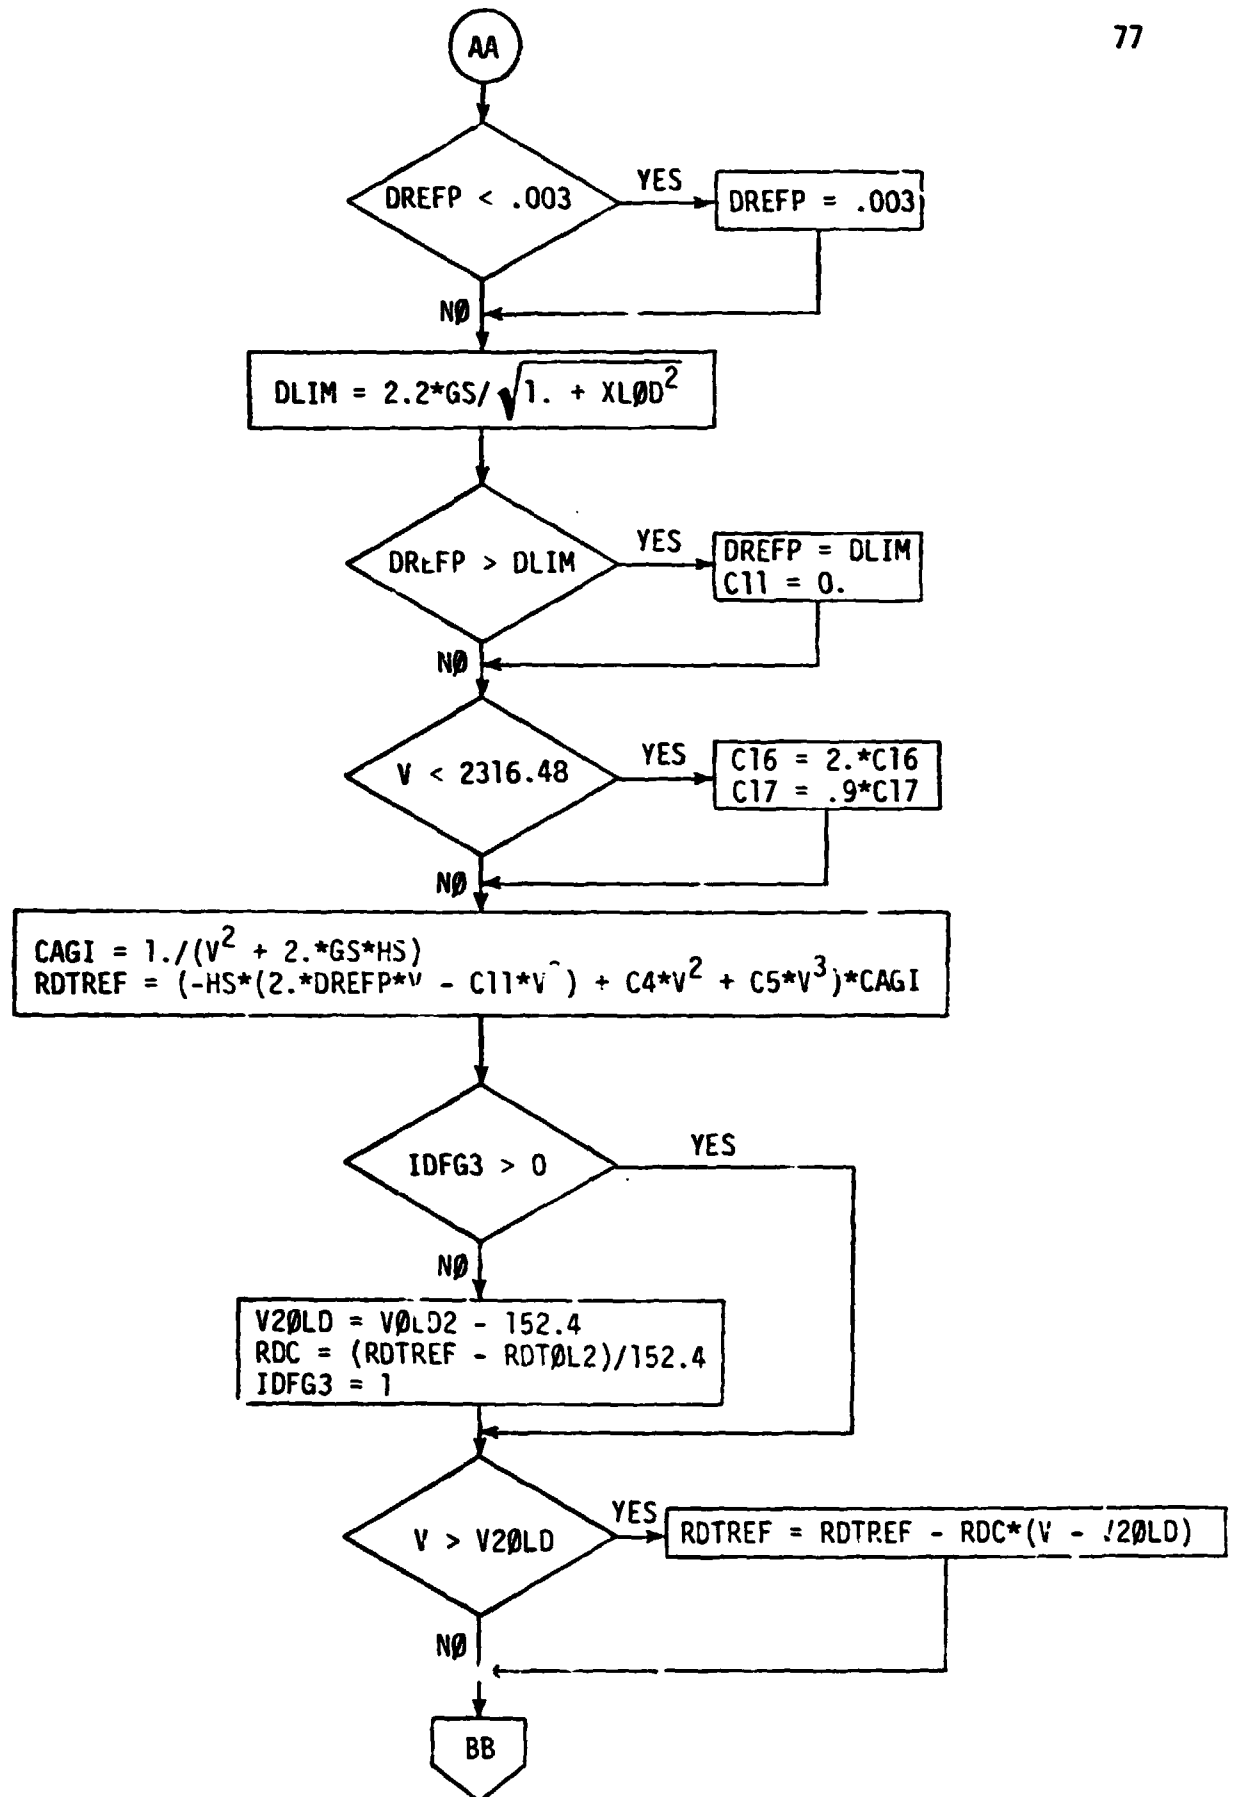 77
AA
DREFP < .003
YES
DREFP = .003
NØ
DLIM = 2.2*GS/√1. + XLØD²
DREFP > DLIM
YES
DREFP = DLIM
C11 = 0.
NØ
V < 2316.48
YES
C16 = 2.*C16
C17 = .9*C17
NØ
CAGI = 1./(V² + 2.*GS*HS)
RDTREF = (-HS*(2.*DREFP*V - C11*V ) + C4*V² + C5*V³)*CAGI
IDFG3 > 0
YES
NØ
V2ØLD = VØLD2 - 152.4
RDC = (RDTREF - RDTØL2)/152.4
IDFG3 = 1
V > V2ØLD
YES
RDTREF = RDTREF - RDC*(V - V2ØLD)
NØ
BB